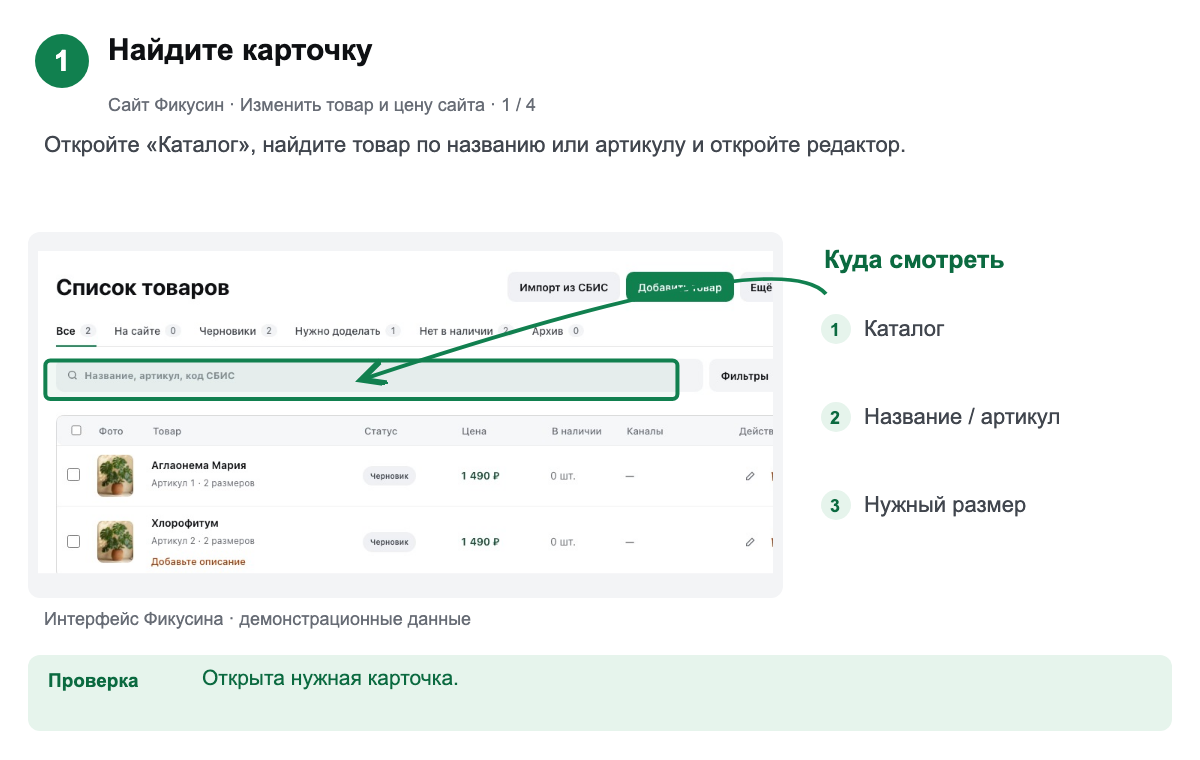 1
Найдите карточку
Сайт Фикусин · Изменить товар и цену сайта · 1 / 4
Откройте «Каталог», найдите товар по названию или артикулу и откройте редактор.
Список товаров
Импорт из СБИС
Добавить товар
Ещё
Все 2 На сайте 0 Черновики 2 Нужно доделать 1 Нет в наличии 2 Архив 0
Название, артикул, код СБИС
Фильтры
Фото Товар Статус Цена В наличии Каналы
Аглаонема Мария
Артикул 1 · 2 размеров
Черновик 1 490 ₽ 0 шт. —
Хлорофитум
Артикул 2 · 2 размеров
Черновик 1 490 ₽ 0 шт. —
Добавьте описание
Куда смотреть
1 Каталог
2 Название / артикул
3 Нужный размер
Интерфейс Фикусина · демонстрационные данные
Проверка Открыта нужная карточка.